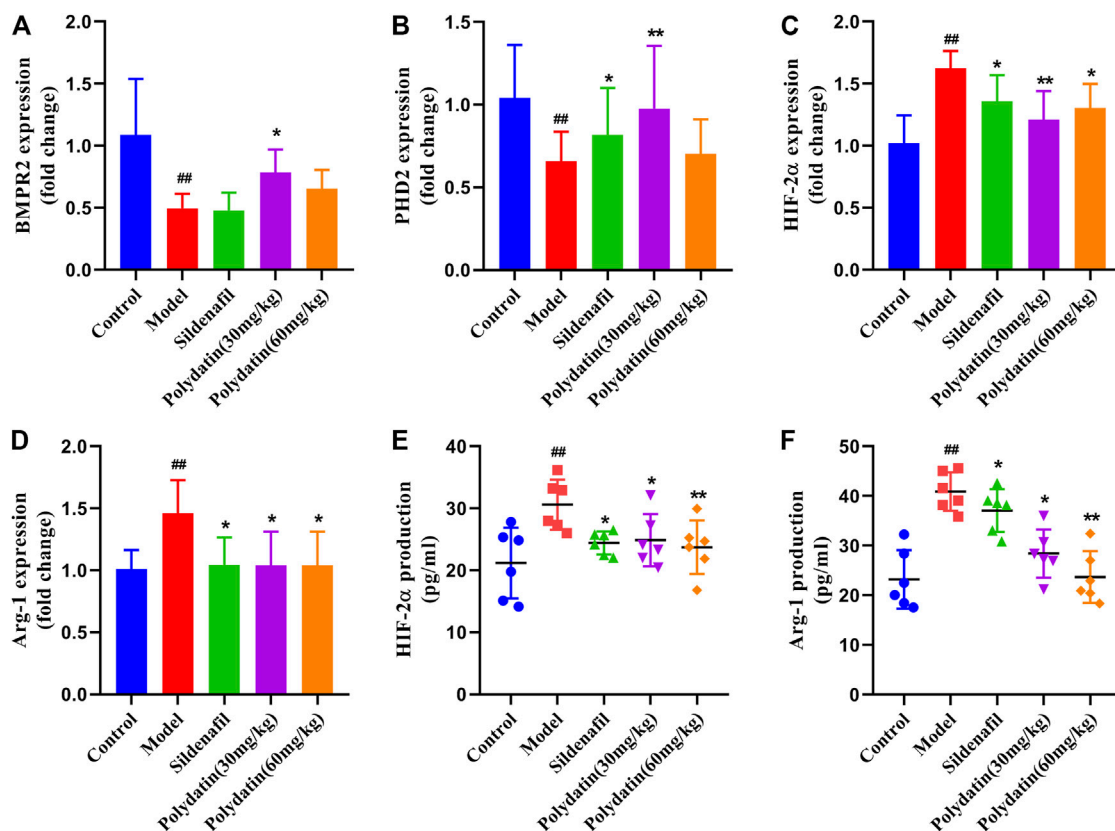 A
BMPR2 expression
(fold change)
2.0
1.5
1.0
0.5
0.0
##
*
Control
Model
Sildenafil
Polydatin(30mg/kg)
Polydatin(60mg/kg)
B
PHD2 expression
(fold change)
1.5
1.0
0.5
0.0
##
*
**
Control
Model
Sildenafil
Polydatin(30mg/kg)
Polydatin(60mg/kg)
C
HIF-2α expression
(fold change)
2.0
1.5
1.0
0.5
0.0
##
*
**
*
Control
Model
Sildenafil
Polydatin(30mg/kg)
Polydatin(60mg/kg)
D
Arg-1 expression
(fold change)
2.0
1.5
1.0
0.5
0.0
##
*
*
*
Control
Model
Sildenafil
Polydatin(30mg/kg)
Polydatin(60mg/kg)
E
HIF-2α production
(pg/ml)
40
30
20
10
0
##
*
*
**
Control
Model
Sildenafil
Polydatin(30mg/kg)
Polydatin(60mg/kg)
F
Arg-1 production
(pg/ml)
50
40
30
20
10
0
##
*
*
**
Control
Model
Sildenafil
Polydatin(30mg/kg)
Polydatin(60mg/kg)